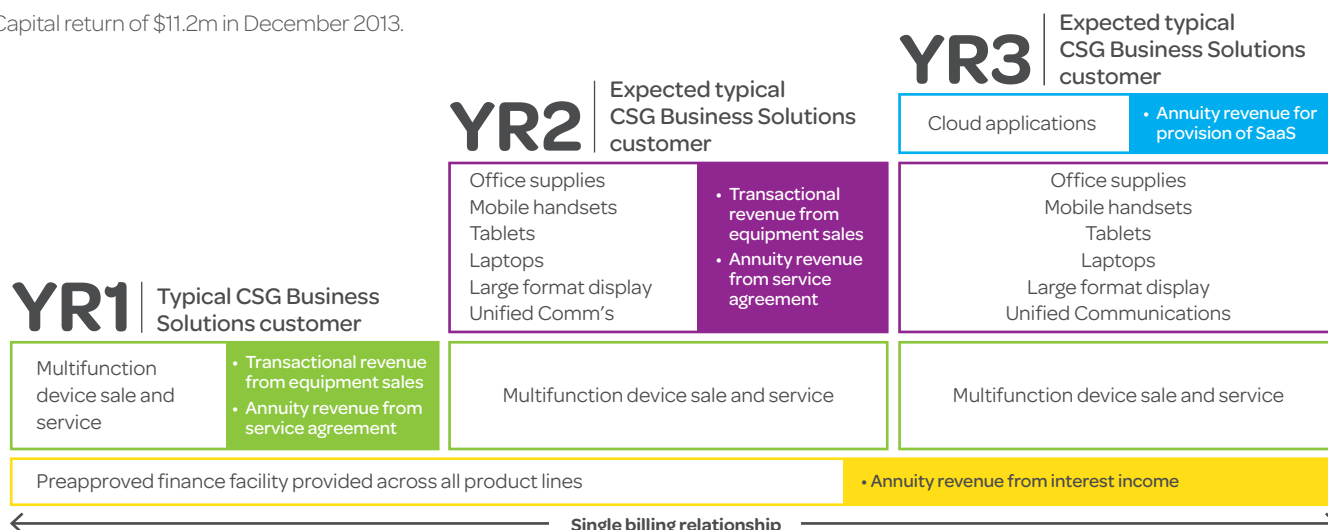 Capital return of $11.2m in December 2013.
YR1
Typical CSG Business
Solutions customer
Multifunction
device sale and
service
• Transactional revenue
from equipment sales
• Annuity revenue from
service agreement
YR2
Expected typical
CSG Business Solutions
customer
Office supplies
Mobile handsets
Tablets
Laptops
Large format display
Unified Comm's
• Transactional
revenue from
equipment sales
• Annuity revenue
from service
agreement
Multifunction device sale and service
YR3
Expected typical
CSG Business Solutions
customer
Cloud applications
• Annuity revenue for
provision of SaaS
Office supplies
Mobile handsets
Tablets
Laptops
Large format display
Unified Communications
Multifunction device sale and service
Preapproved finance facility provided across all product lines
• Annuity revenue from interest income
Single billing relationship